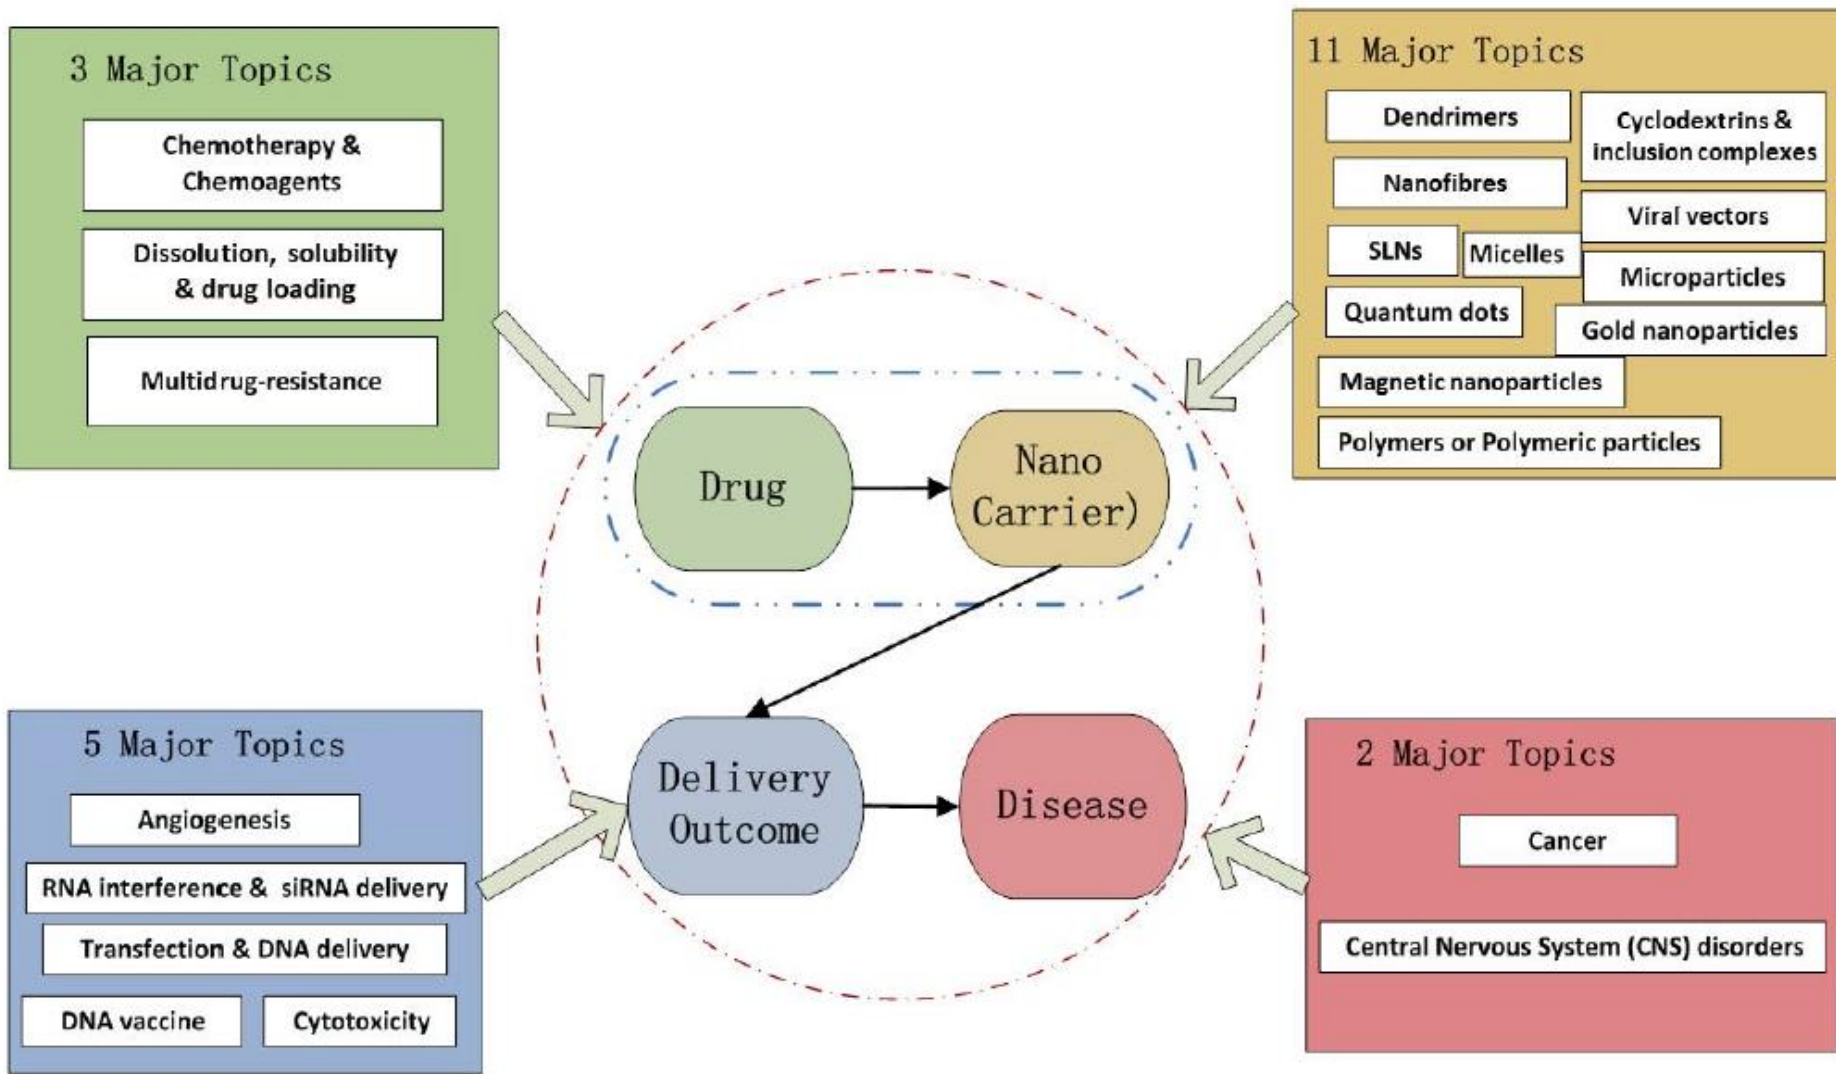 3 Major Topics
Chemotherapy &
Chemoagents
Dissolution, solubility
& drug loading
Multidrug-resistance
11 Major Topics
Dendrimers
Cyclodextrins &
inclusion complexes
Nanofibres
Viral vectors
SLNs
Micelles
Microparticles
Quantum dots
Gold nanoparticles
Magnetic nanoparticles
Polymers or Polymeric particles
Drug
Nano
Carrier)
Delivery
Outcome
Disease
5 Major Topics
Angiogenesis
RNA interference & siRNA delivery
Transfection & DNA delivery
DNA vaccine
Cytotoxicity
2 Major Topics
Cancer
Central Nervous System (CNS) disorders